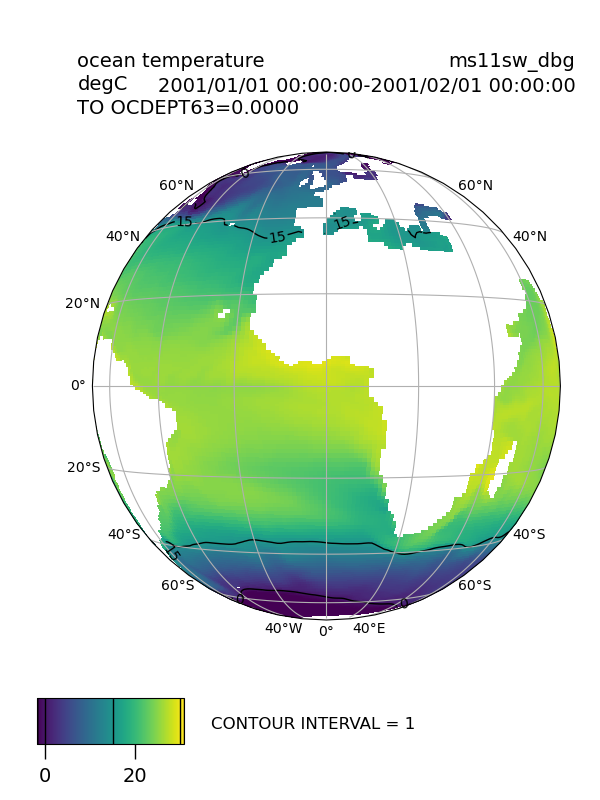 ocean temperature ms11sw_dbg
degC 2001/01/01 00:00:00-2001/02/01 00:00:00
TO OCDEPT63=0.0000
0 0
60°N 60°N
15 15 15
40°N 40°N
20°N
0°
20°S
40°S 40°S
15
60°S 60°S
0 0
40°W 0° 40°E
CONTOUR INTERVAL = 1
0 20